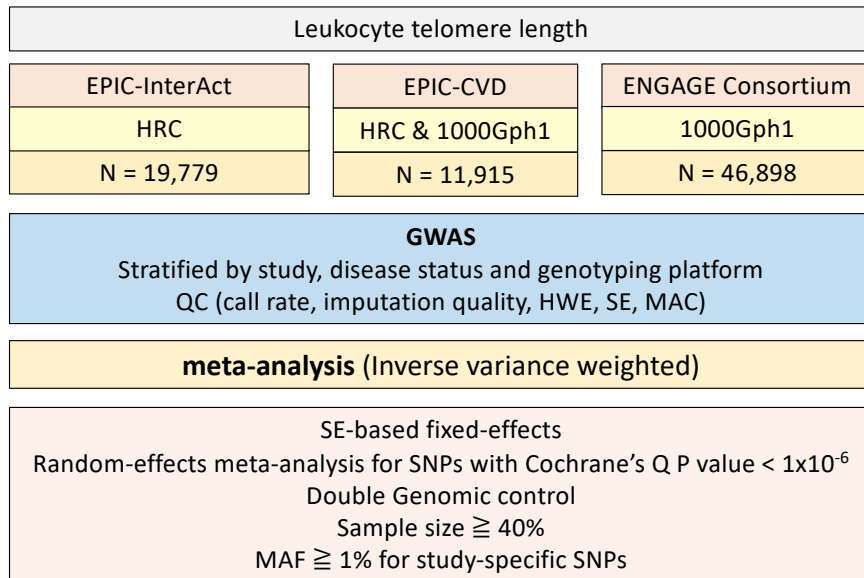 Leukocyte telomere length
EPIC-InterAct
HRC
N = 19,779
EPIC-CVD
HRC & 1000Gph1
N = 11,915
ENGAGE Consortium
1000Gph1
N = 46,898
GWAS
Stratified by study, disease status and genotyping platform
QC (call rate, imputation quality, HWE, SE, MAC)
meta-analysis (Inverse variance weighted)
SE-based fixed-effects
Random-effects meta-analysis for SNPs with Cochrane’s Q P value < 1x10⁻⁶
Double Genomic control
Sample size ≧ 40%
MAF ≧ 1% for study-specific SNPs